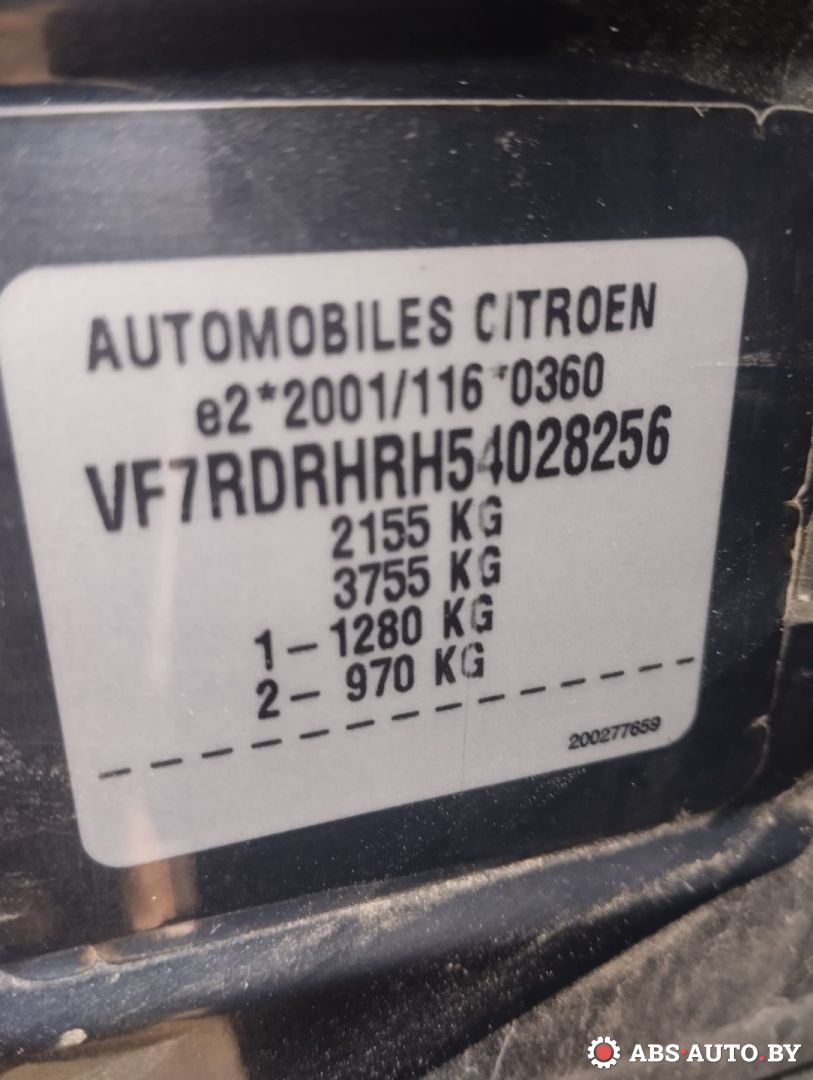 AUTOMOBILES CITROEN
e2*2001/116*0360
VF7RDRHRH54028256
2155 KG
3755 KG
1 - 1280 KG
2 - 970 KG
200277659
ABS-AUTO.BY